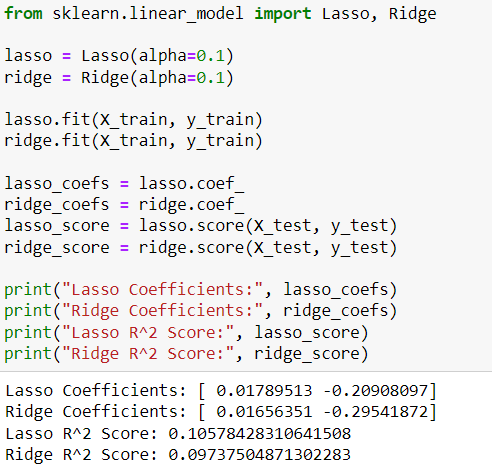 from sklearn.linear_model import Lasso, Ridge
lasso = Lasso(alpha=0.1)
ridge = Ridge(alpha=0.1)
lasso.fit(X_train, y_train)
ridge.fit(X_train, y_train)
lasso_coefs = lasso.coef_
ridge_coefs = ridge.coef_
lasso_score = lasso.score(X_test, y_test)
ridge_score = ridge.score(X_test, y_test)
print("Lasso Coefficients:", lasso_coefs)
print("Ridge Coefficients:", ridge_coefs)
print("Lasso R^2 Score:", lasso_score)
print("Ridge R^2 Score:", ridge_score)
Lasso Coefficients: [ 0.01789513 -0.20908097]
Ridge Coefficients: [ 0.01656351 -0.29541872]
Lasso R^2 Score: 0.10578428310641508
Ridge R^2 Score: 0.09737504871302283